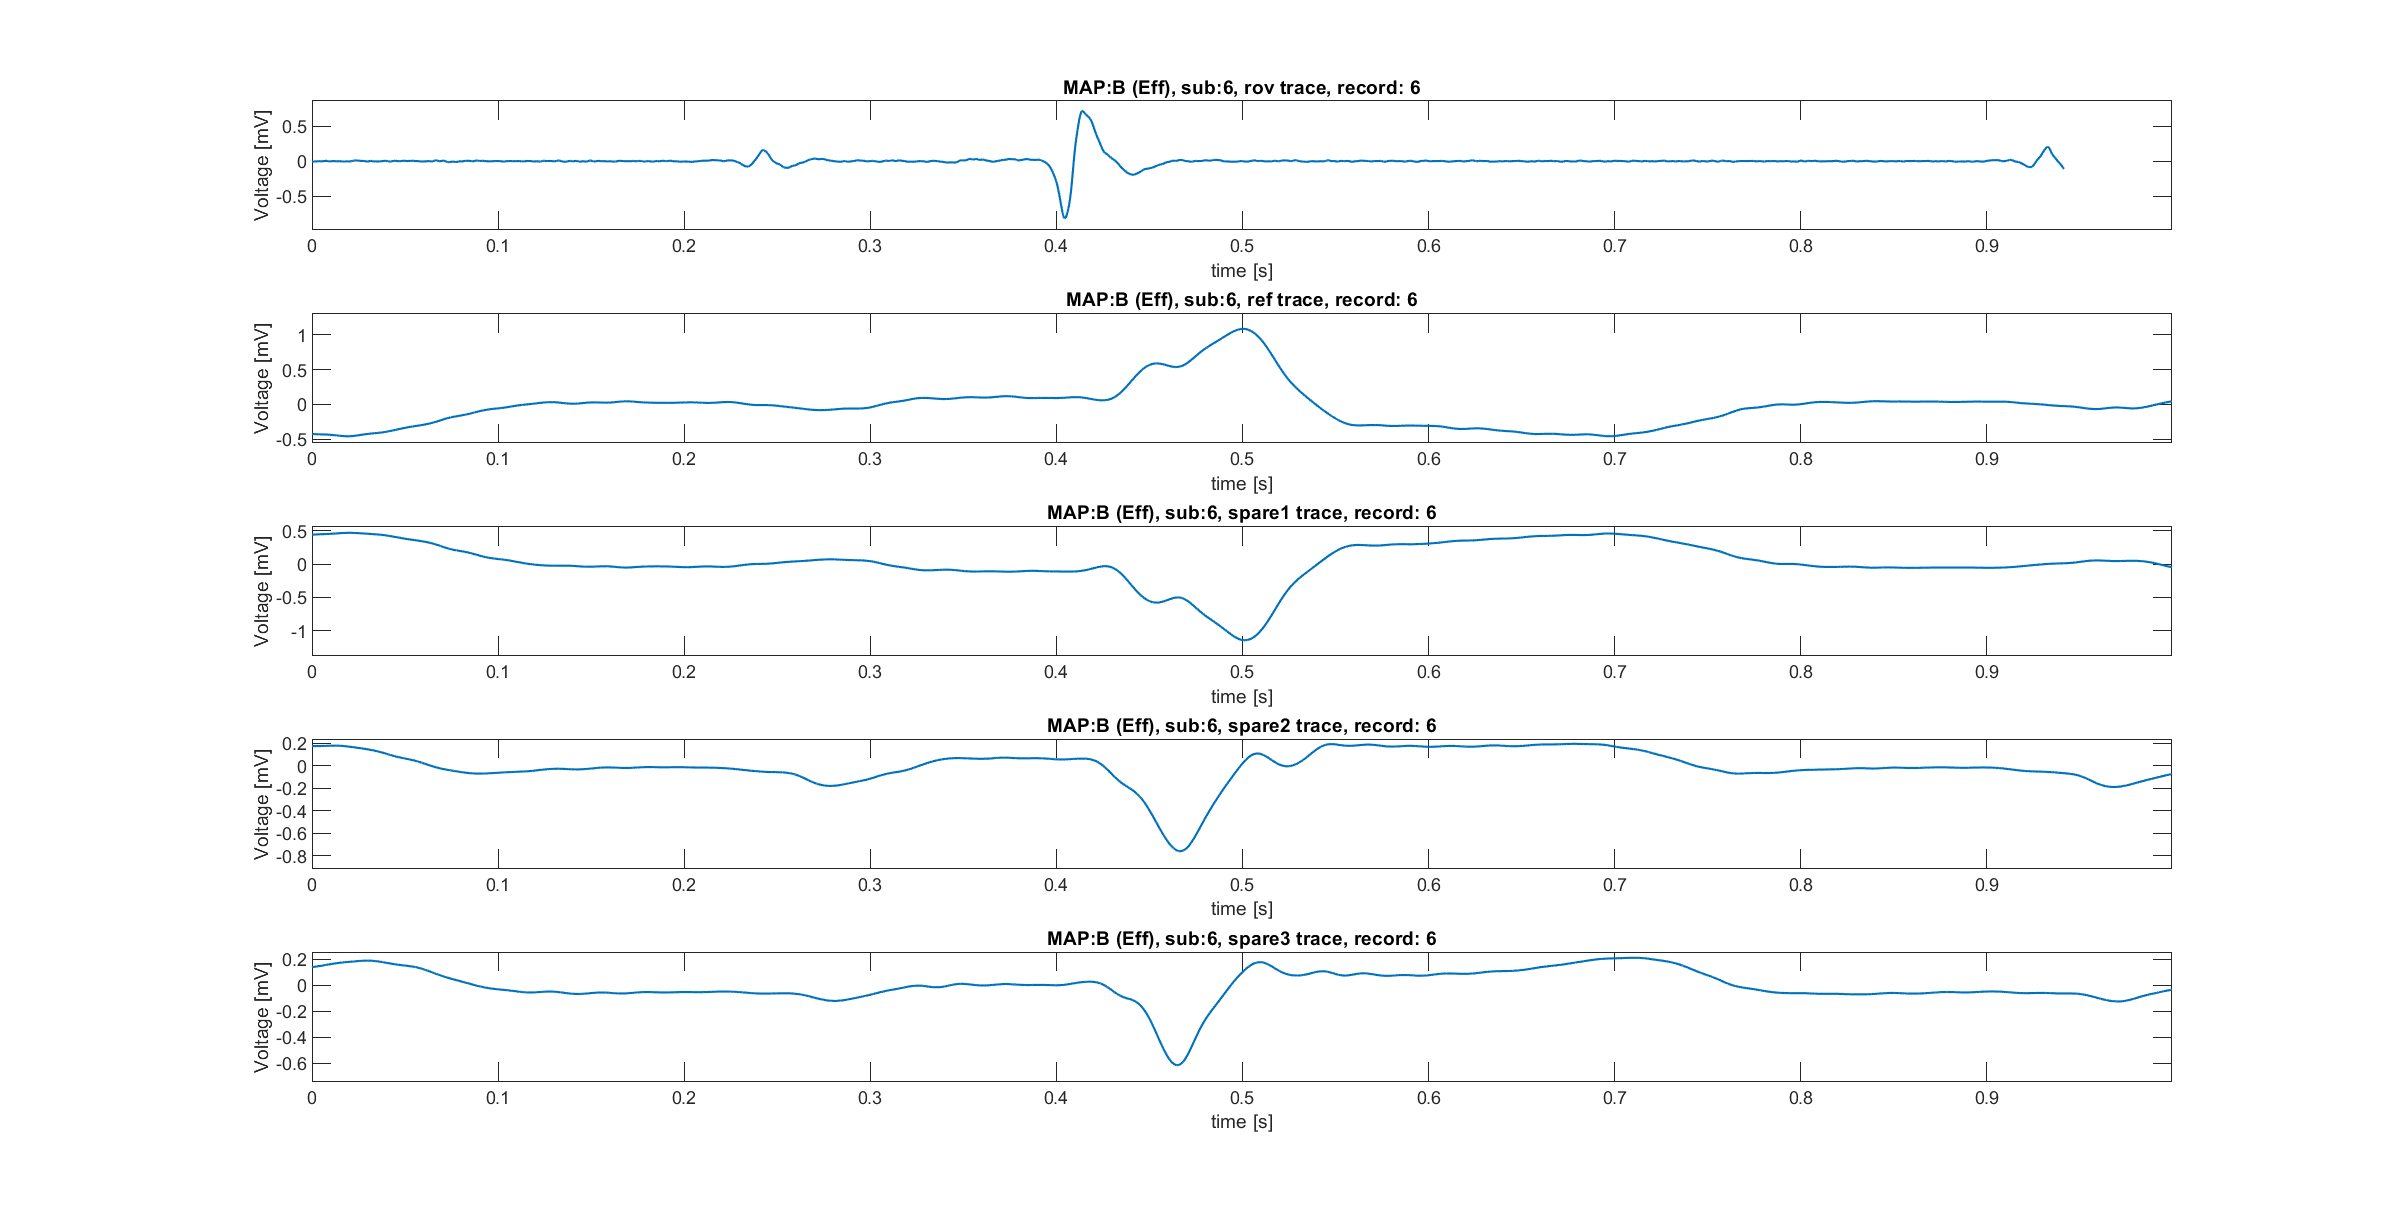 MAP:B (Eff), sub:6, rov trace, record: 6
Voltage [mV]
0.5
0
-0.5
0 0.1 0.2 0.3 0.4 0.5 0.6 0.7 0.8 0.9
time [s]
MAP:B (Eff), sub:6, ref trace, record: 6
Voltage [mV]
1
0.5
0
-0.5
0 0.1 0.2 0.3 0.4 0.5 0.6 0.7 0.8 0.9
time [s]
MAP:B (Eff), sub:6, spare1 trace, record: 6
Voltage [mV]
0.5
0
-0.5
-1
0 0.1 0.2 0.3 0.4 0.5 0.6 0.7 0.8 0.9
time [s]
MAP:B (Eff), sub:6, spare2 trace, record: 6
Voltage [mV]
0.2
0
-0.2
-0.4
-0.6
-0.8
0 0.1 0.2 0.3 0.4 0.5 0.6 0.7 0.8 0.9
time [s]
MAP:B (Eff), sub:6, spare3 trace, record: 6
Voltage [mV]
0.2
0
-0.2
-0.4
-0.6
0 0.1 0.2 0.3 0.4 0.5 0.6 0.7 0.8 0.9
time [s]